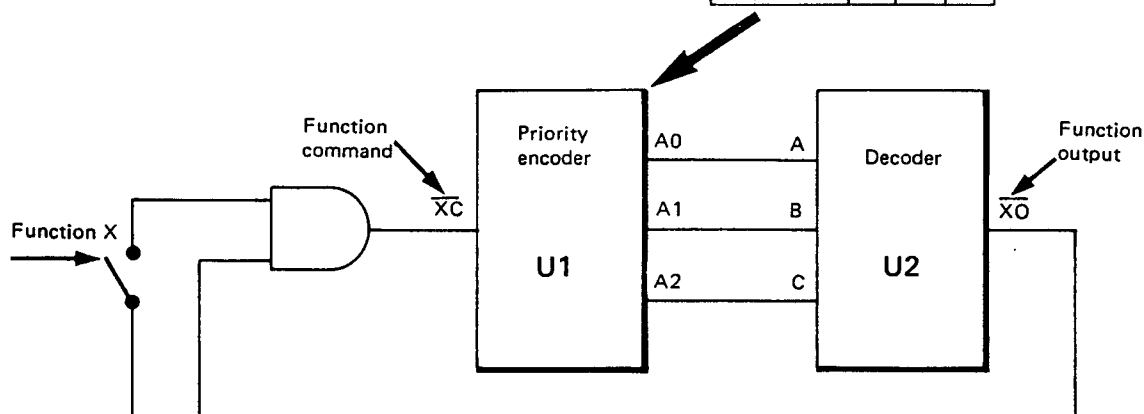 Function
command
XC
Function X
Priority
encoder
U1
A0
A1
A2
A
B
C
Decoder
U2
Function
output
XO